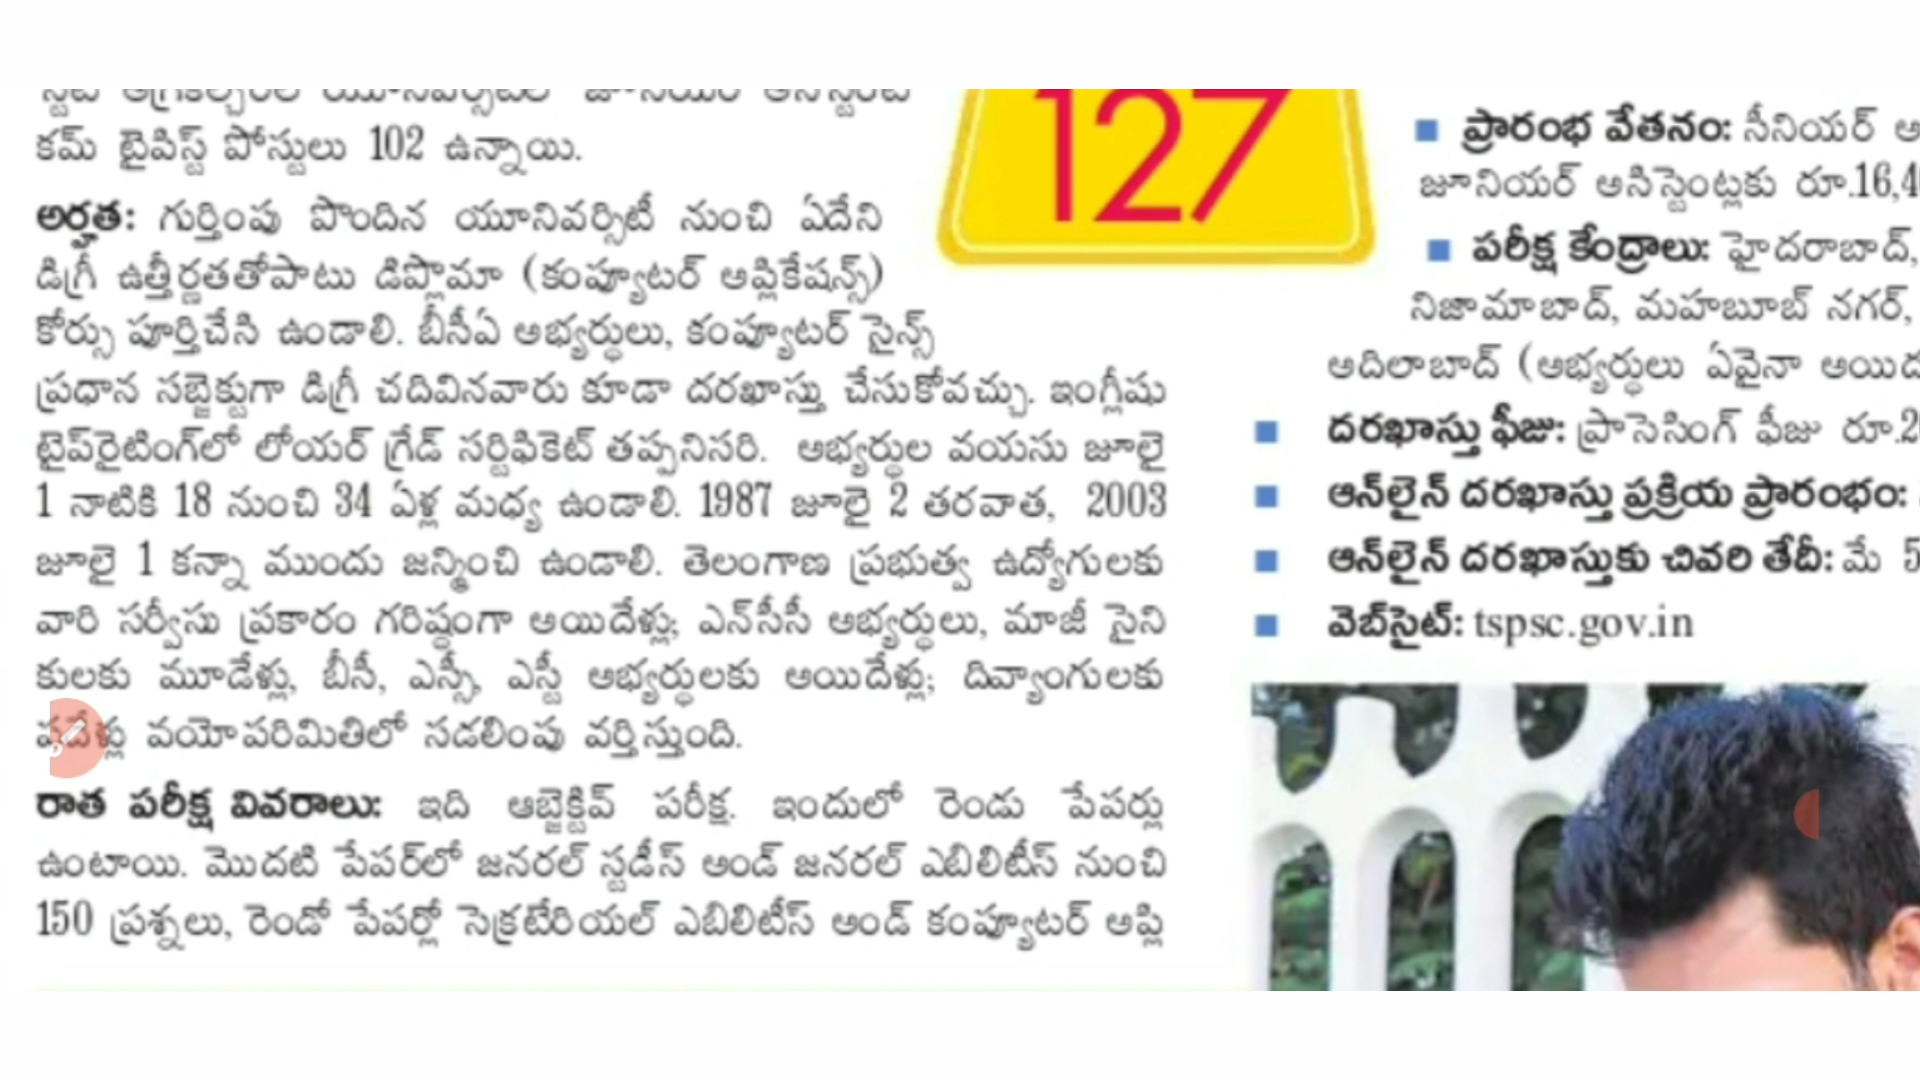 కమ్ టైపిస్ట్ పోస్టులు 102 ఉన్నాయి.
అర్హత: గుర్తింపు పొందిన యూనివర్సిటీ నుంచి ఏదేని
డిగ్రీ ఉత్తీర్ణతతోపాటు డిప్లొమా (కంప్యూటర్ అప్లికేషన్స్)
కోర్సు పూర్తిచేసి ఉండాలి. బీసీఏ అభ్యర్థులు, కంప్యూటర్ సైన్స్
ప్రధాన సబ్జెక్టుగా డిగ్రీ చదివినవారు కూడా దరఖాస్తు చేసుకోవచ్చు. ఇంగ్లీషు
టైప్‌రైటింగ్‌లో లోయర్ గ్రేడ్ సర్టిఫికెట్ తప్పనిసరి. అభ్యర్థుల వయసు జూలై
1 నాటికి 18 నుంచి 34 ఏళ్ల మధ్య ఉండాలి. 1987 జూలై 2 తరవాత, 2003
జూలై 1 కన్నా ముందు జన్మించి ఉండాలి. తెలంగాణ ప్రభుత్వ ఉద్యోగులకు
వారి సర్వీసు ప్రకారం గరిష్ఠంగా అయిదేళ్లు; ఎన్‌సీసీ అభ్యర్థులు, మాజీ సైని
కులకు మూడేళ్లు, బీసీ, ఎస్సీ, ఎస్టీ అభ్యర్థులకు అయిదేళ్లు; దివ్యాంగులకు
వయోపరిమితిలో సడలింపు వర్తిస్తుంది.
రాత పరీక్ష వివరాలు: ఇది ఆబ్జెక్టివ్ పరీక్ష. ఇందులో రెండు పేపర్లు
ఉంటాయి. మొదటి పేపర్‌లో జనరల్ స్టడీస్ అండ్ జనరల్ ఎబిలిటీస్ నుంచి
150 ప్రశ్నలు, రెండో పేపర్లో సెక్రటేరియల్ ఎబిలిటీస్ అండ్ కంప్యూటర్ అప్లి
127
■ ప్రారంభ వేతనం: సీనియర్ అ
జూనియర్ అసిస్టెంట్లకు రూ.16,4
■ పరీక్ష కేంద్రాలు: హైదరాబాద్,
నిజామాబాద్, మహబూబ్ నగర్,
అదిలాబాద్ (అభ్యర్థులు ఏవైనా అయిద
■ దరఖాస్తు ఫీజు: ప్రాసెసింగ్ ఫీజు రూ.2
■ ఆన్‌లైన్ దరఖాస్తు ప్రక్రియ ప్రారంభం:
■ ఆన్‌లైన్ దరఖాస్తుకు చివరి తేదీ: మే 5
■ వెబ్‌సైట్: tspsc.gov.in